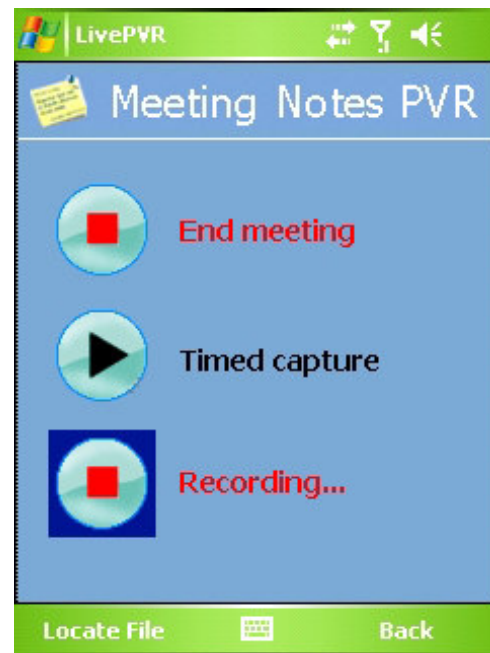 LivePVR
Meeting Notes PVR
End meeting
Timed capture
Recording...
Locate File
Back